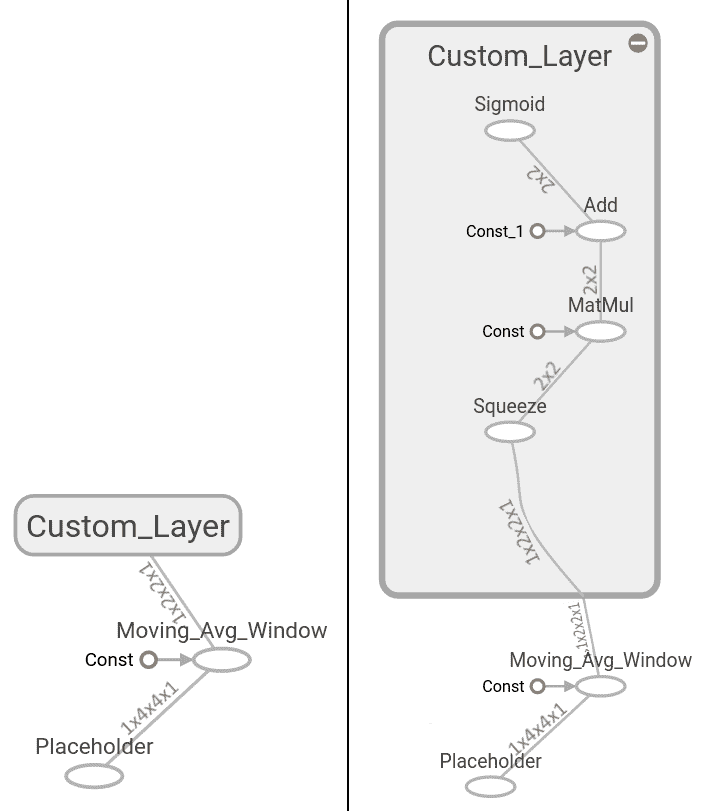 Custom_Layer
1x2x2x1
Moving_Avg_Window
Const
1x4x4x1
Placeholder
Custom_Layer
Sigmoid
2x2
Add
Const_1
2x2
MatMul
Const
2x2
Squeeze
1x2x2x1
1x2x2x1
Moving_Avg_Window
Const
1x4x4x1
Placeholder